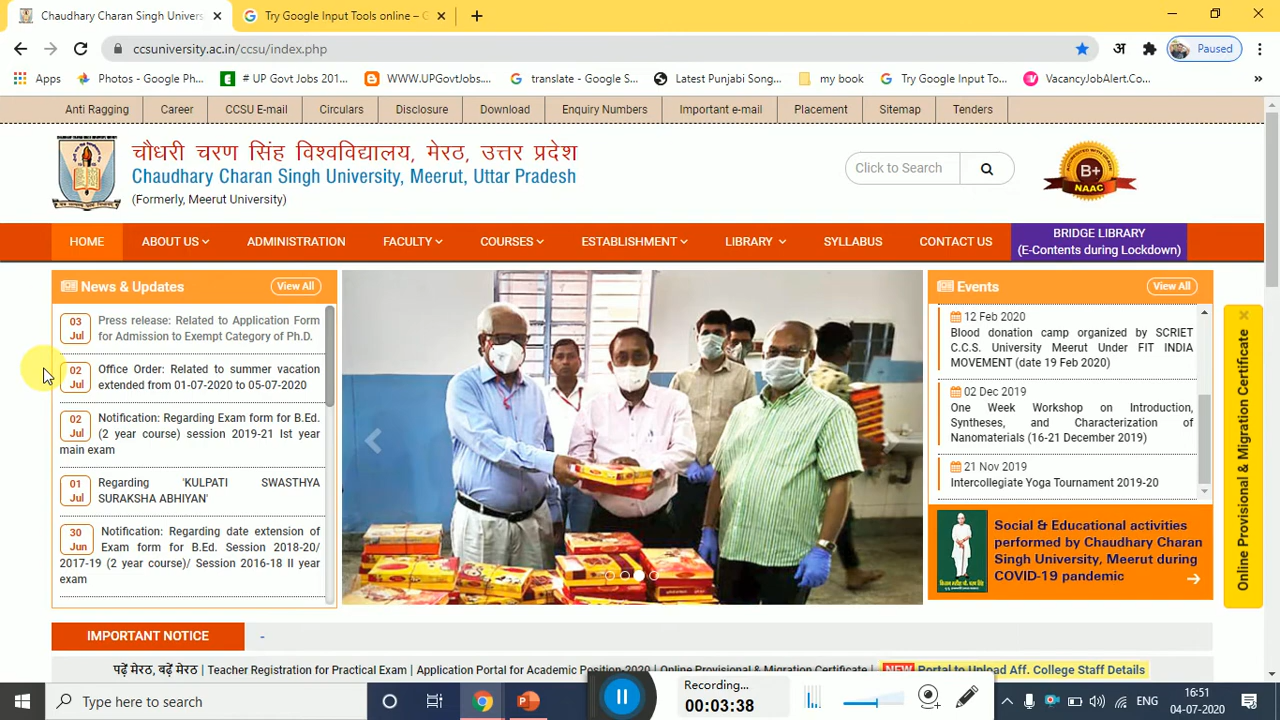 Chaudhary Charan Singh Univers
Try Google Input Tools online –
ccsuniversity.ac.in/ccsu/index.php
अ
Paused
Apps
Photos - Google Ph...
# UP Govt Jobs 201...
WWW.UPGovtJobs....
translate - Google S...
Latest Punjabi Song...
my book
Try Google Input To...
VacancyJobAlert.Co...
»
Anti Ragging
Career
CCSU E-mail
Circulars
Disclosure
Download
Enquiry Numbers
Important e-mail
Placement
Sitemap
Tenders
चौधरी चरण सिंह विश्वविद्यालय, मेरठ, उत्तर प्रदेश
Chaudhary Charan Singh University, Meerut, Uttar Pradesh
(Formerly, Meerut University)
Click to Search
B+
NAAC
HOME
ABOUT US
ADMINISTRATION
FACULTY
COURSES
ESTABLISHMENT
LIBRARY
SYLLABUS
CONTACT US
BRIDGE LIBRARY
(E-Contents during Lockdown)
News & Updates
View All
03 Jul
Press release: Related to Application Form
for Admission to Exempt Category of Ph.D.
02 Jul
Office Order: Related to summer vacation
extended from 01-07-2020 to 05-07-2020
02 Jul
Notification: Regarding Exam form for B.Ed.
(2 year course) session 2019-21 Ist year
main exam
01 Jul
Regarding 'KULPATI SWASTHYA
SURAKSHA ABHIYAN'
30 Jun
Notification: Regarding date extension of
Exam form for B.Ed. Session 2018-20/
2017-19 (2 year course)/ Session 2016-18 II year
exam
Events
View All
12 Feb 2020
Blood donation camp organized by SCRIET
C.C.S. University Meerut Under FIT INDIA
MOVEMENT (date 19 Feb 2020)
02 Dec 2019
One Week Workshop on Introduction,
Syntheses, and Characterization of
Nanomaterials (16-21 December 2019)
21 Nov 2019
Intercollegiate Yoga Tournament 2019-20
Social & Educational activities
performed by Chaudhary Charan
Singh University, Meerut during
COVID-19 pandemic
Online Provisional & Migration Certificate
IMPORTANT NOTICE
-
पढ़ें मेरठ, बढ़ें मेरठ | Teacher Registration for Practical Exam | Application Portal for Academic Position-2020 | Online Provisional & Migration Certificate |
NEW Portal to Upload Aff. College Staff Details
Type here to search
Recording...
00:03:38
ENG
16:51
04-07-2020